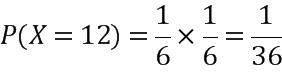 P(X = 12) = 1/6 × 1/6 = 1/36